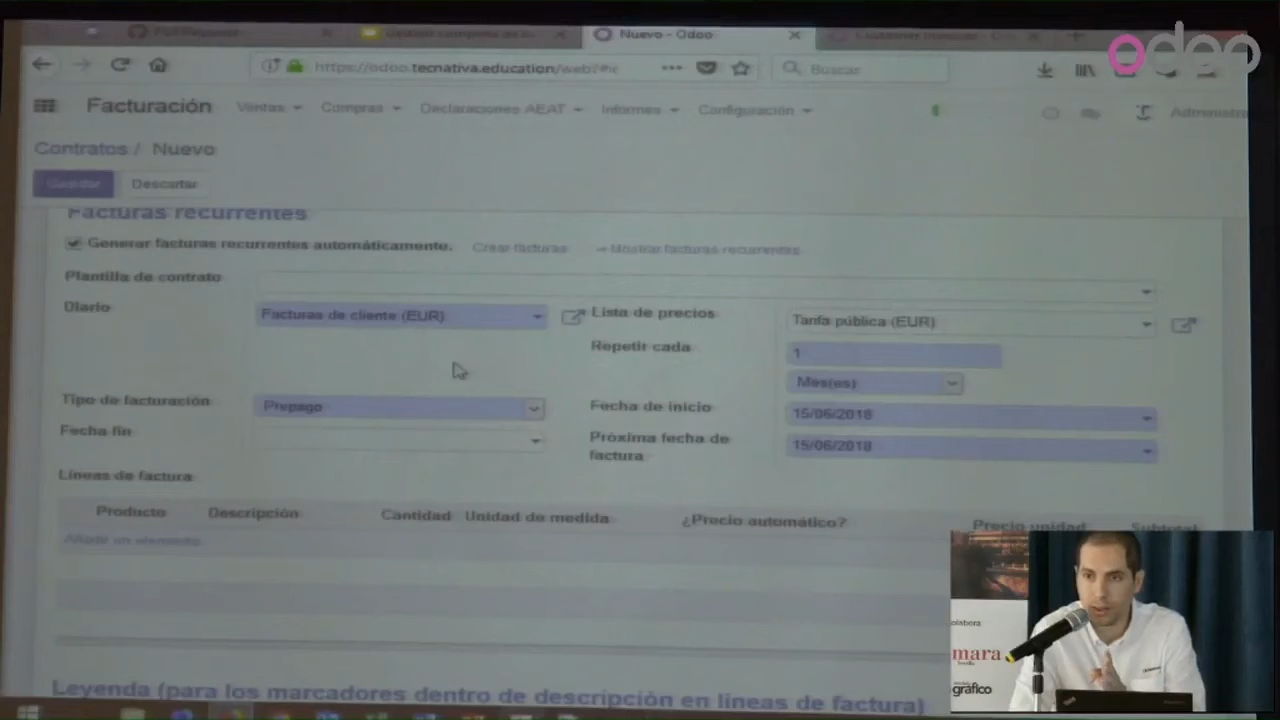 Nuevo - Odoo
odoo
https://odoo.tecnativa.education/web?#
Buscar
Facturación Ventas Compras Declaraciones AEAT Informes Configuración
Contratos / Nuevo
Guardar Descartar
Facturas recurrentes
Generar facturas recurrentes automáticamente. Crear facturas Mostrar facturas recurrentes
Plantilla de contrato
Diario Facturas de cliente (EUR) Lista de precios Tarifa pública (EUR)
Repetir cada 1
Mes(es)
Tipo de facturación Prepago Fecha de inicio 15/06/2018
Fecha fin Próxima fecha de factura 15/06/2018
Líneas de factura
Producto Descripción Cantidad Unidad de medida ¿Precio automático? Precio unidad Subtotal
Añadir un elemento
olabora
mara
gráfico
Leyenda (para los marcadores dentro de descripción en líneas de factura)